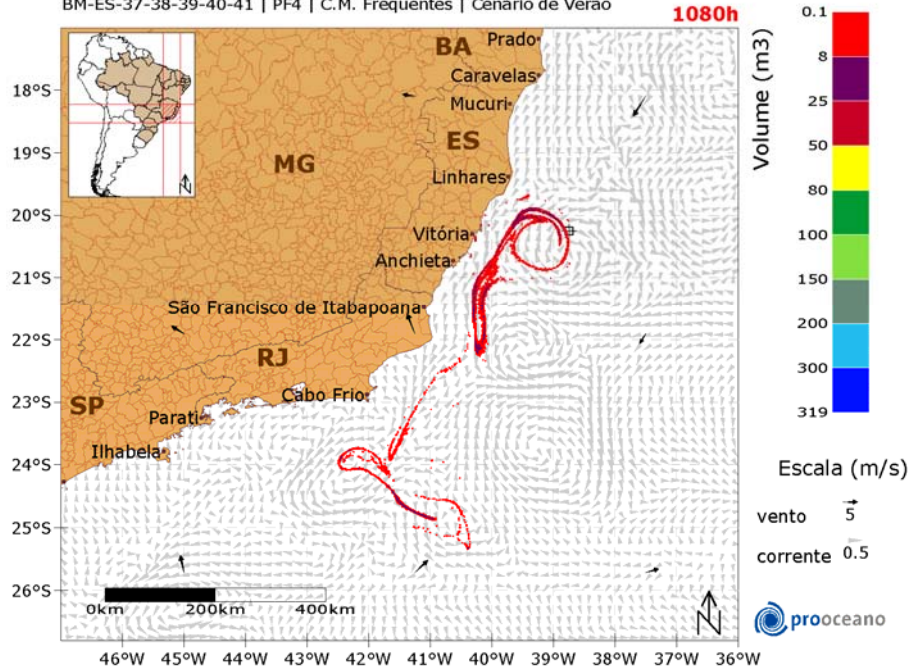 BM-ES-37-38-39-40-41 | PF4 | C.M. Frequentes | Cenário de Verão
1080h
BA
Prado
Caravelas
Mucuri
ES
MG
Linhares
Vitória
Anchieta
São Francisco de Itabapoana
RJ
Cabo Frio
SP
Parati
Ilhabela
18°S
19°S
20°S
21°S
22°S
23°S
24°S
25°S
26°S
0km
200km
400km
N
N
46°W
45°W
44°W
43°W
42°W
41°W
40°W
39°W
38°W
37°W
36°W
Volume (m3)
0.1
8
25
50
80
100
150
200
300
319
Escala (m/s)
vento 5
corrente 0.5
prooceano